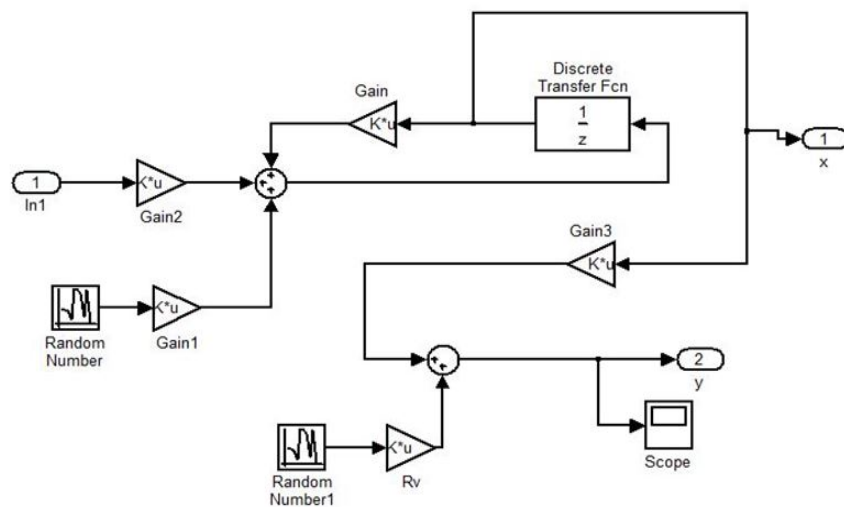 Discrete
Transfer Fcn
1
z
Gain
K*u
1
x
1
In1
K*u
Gain2
Gain3
K*u
Random
Number
K*u
Gain1
2
y
Scope
Random
Number1
K*u
Rv